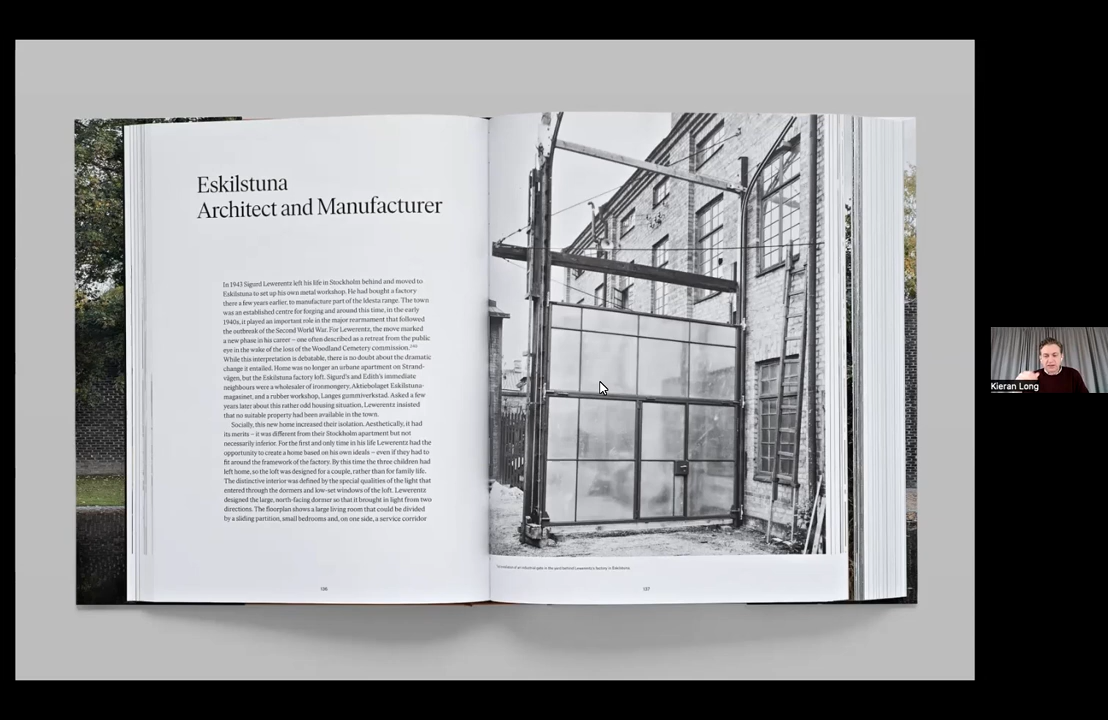 Eskilstuna
Architect and Manufacturer
In 1943 Sigurd Lewerentz left his life in Stockholm behind and moved to
Eskilstuna to set up his own metal workshop. He had bought a factory
there a few years earlier, to manufacture part of the Idesta range. The town
was an established centre for forging and around this time, in the early
1940s, it played an important role in the major rearmament that followed
the outbreak of the Second World War. For Lewerentz, the move marked
a new phase in his career – one often described as a retreat from the public
eye in the wake of the loss of the Woodland Cemetery commission.
While this interpretation is debatable, there is no doubt about the dramatic
change it entailed. Home was no longer an urbane apartment on Strand-
vägen, but the Eskilstuna factory loft. Sigurd's and Edith's immediate
neighbours were a wholesaler of ironmongery, Aktiebolaget Eskilstuna-
magasinet, and a rubber workshop, Langes gummiverkstad. Asked a few
years later about this rather odd housing situation, Lewerentz insisted
that no suitable property had been available in the town.
Socially, this new home increased their isolation. Aesthetically, it had
its merits – it was different from their Stockholm apartment but not
necessarily inferior. For the first and only time in his life Lewerentz had the
opportunity to create a home based on his own ideals – even if they had to
fit around the framework of the factory. By this time the three children had
left home, so the loft was designed for a couple, rather than for family life.
The distinctive interior was defined by the special qualities of the light that
entered through the dormers and low-set windows of the loft. Lewerentz
designed the large, north-facing dormer so that it brought in light from two
directions. The floorplan shows a large living room that could be divided
by a sliding partition, small bedrooms and, on one side, a service corridor
136
of an industrial gate in the yard behind Lewerentz's factory in Eskilstuna.
137
Kieran Long